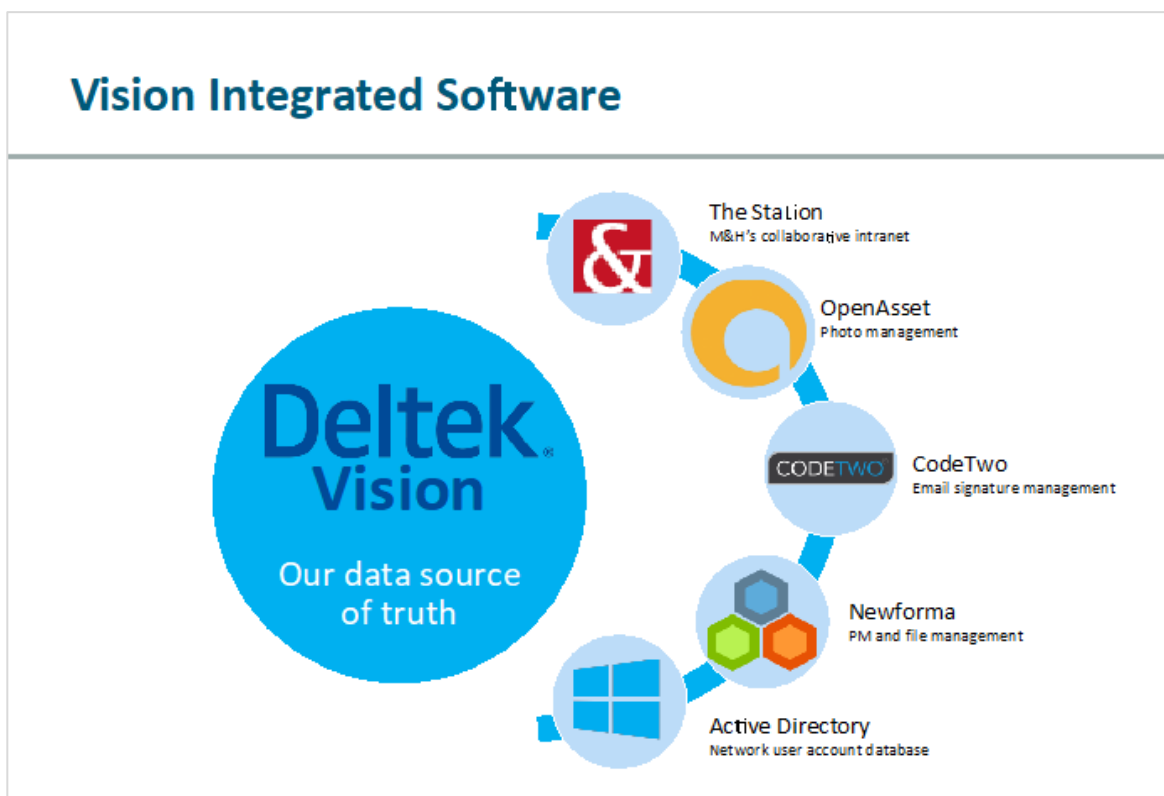 Vision Integrated Software
&
The StaLion
M&H's collaborative intranet
OpenAsset
Photo management
Deltek®
Vision
Our data source
of truth
CODETWO
CodeTwo
Email signature management
Newforma
PM and file management
Active Directory
Network user account database